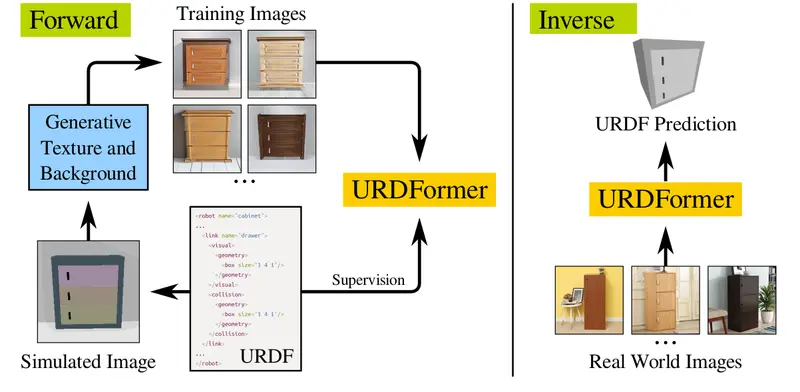 Forward
Training Images
Generative
Texture and
Background
...
URDFormer
<robot name="cabinet">
...
<link name="drawer">
<visual>
<geometry>
<box size="1 4 1"/>
</geometry>
</visual>
<collision>
<geometry>
<box size="1 4 1"/>
</geometry>
</collision>
</link>
...
</robot>
URDF
Supervision
Simulated Image
Inverse
URDF Prediction
URDFormer
...
Real World Images